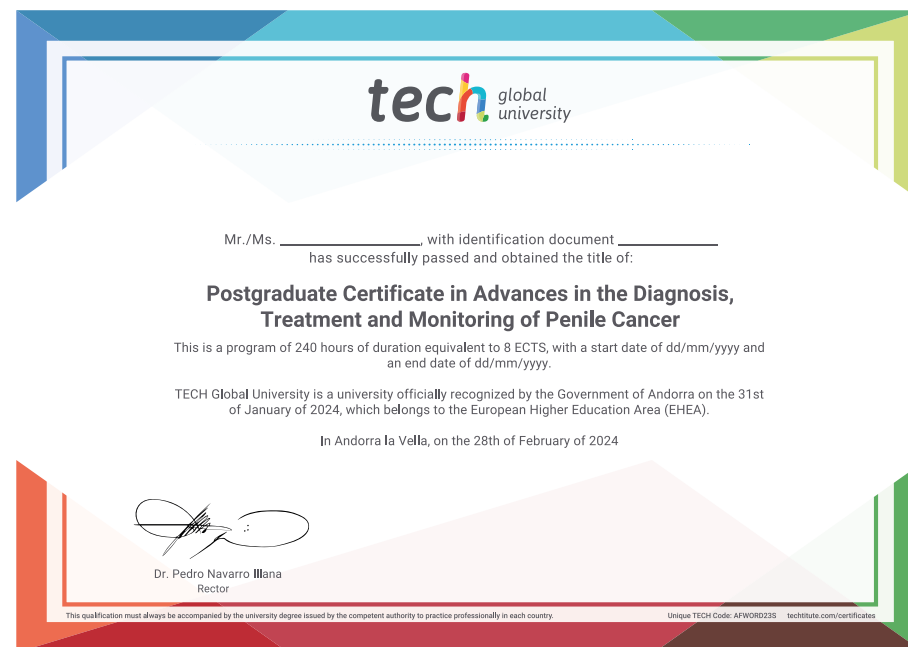 tech global university
Mr./Ms. ____________________, with identification document ______________
has successfully passed and obtained the title of:
Postgraduate Certificate in Advances in the Diagnosis,
Treatment and Monitoring of Penile Cancer
This is a program of 240 hours of duration equivalent to 8 ECTS, with a start date of dd/mm/yyyy and
an end date of dd/mm/yyyy.
TECH Global University is a university officially recognized by the Government of Andorra on the 31st
of January of 2024, which belongs to the European Higher Education Area (EHEA).
In Andorra la Vella, on the 28th of February of 2024
Dr. Pedro Navarro Illana
Rector
This qualification must always be accompanied by the university degree issued by the competent authority to practice professionally in each country.
Unique TECH Code: AFWORD23S techtitute.com/certificates